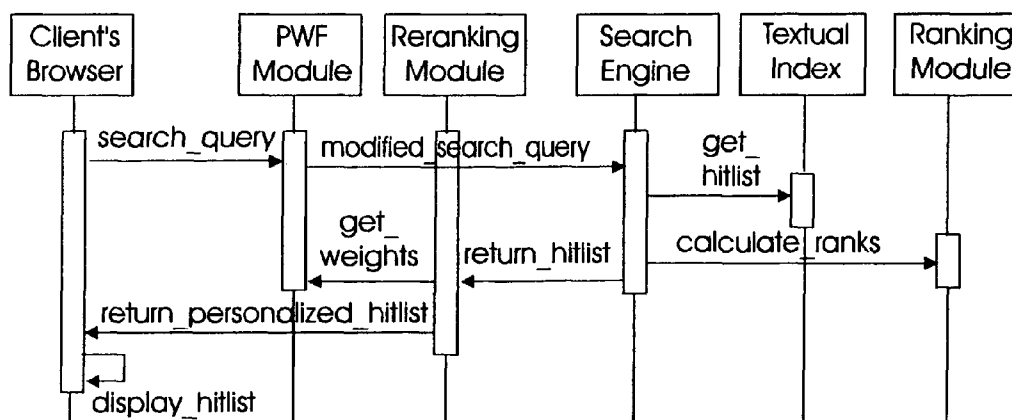 Client's
Browser
PWF
Module
Reranking
Module
Search
Engine
Textual
Index
Ranking
Module
search_query
modified_search_query
get_
hitlist
get_
weights
return_hitlist
calculate_ranks
return_personalized_hitlist
display_hitlist